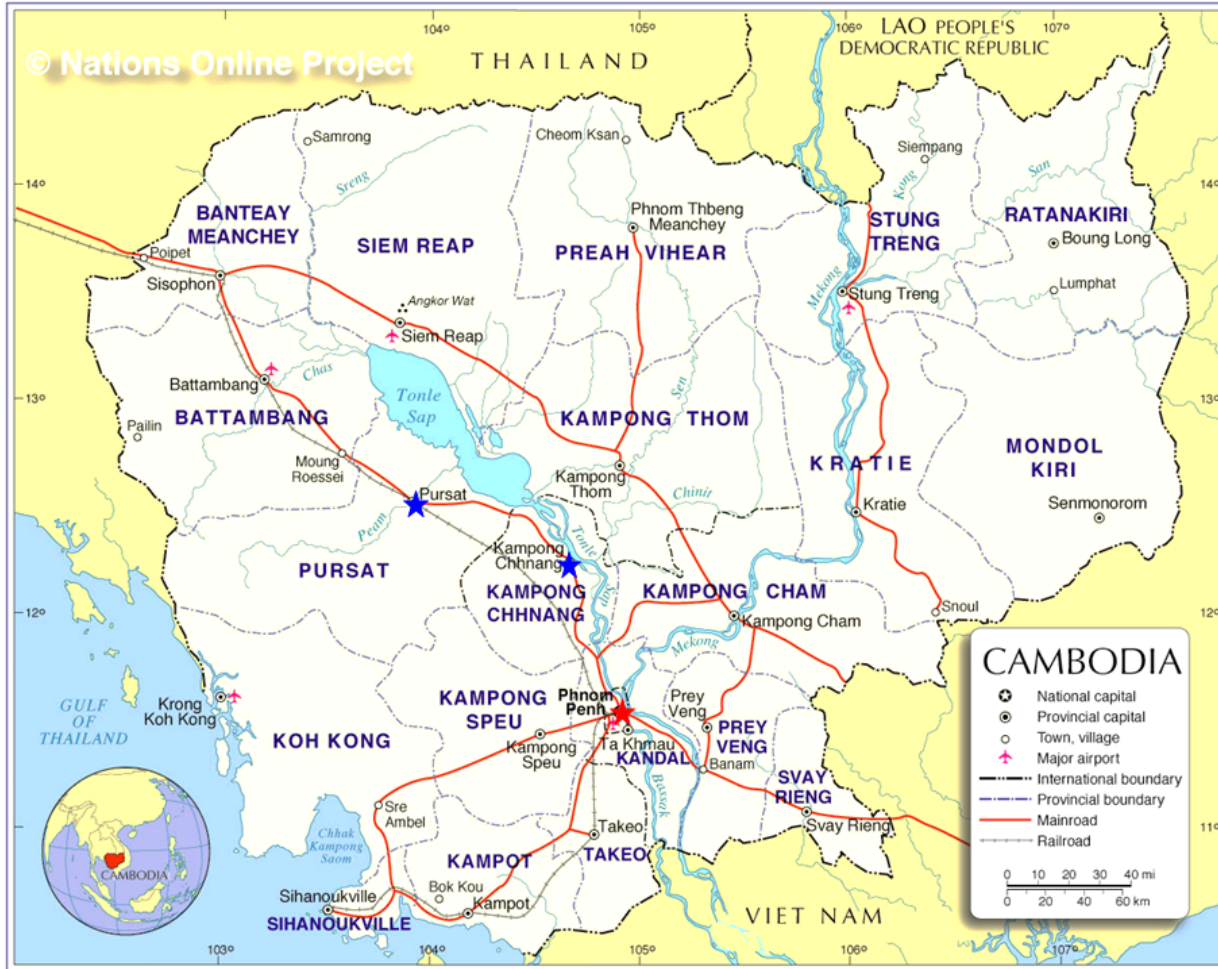 104°
105°
106°
107°
LAO PEOPLE'S
DEMOCRATIC REPUBLIC
© Nations Online Project
THAILAND
Samrong
Cheom Ksan
Siempang
Sreng
Kong
San
14°
14°
BANTEAY
MEANCHEY
SIEM REAP
Phnom Thbeng
Meanchey
PREAH VIHEAR
STUNG
TRENG
RATANAKIRI
Boung Long
Poipet
Sisophon
Mekong
Stung Treng
Lumphat
Angkor Wat
Siem Reap
Battambang
Chas
Tonle
Sap
Sen
13°
13°
BATTAMBANG
KAMPONG THOM
Pailin
Moung
Roessei
KRATIE
MONDOL
KIRI
Kampong
Thom
Chinit
Pursat
Kratie
Senmonorom
Peam
Tonle
Sap
Kampong
Chhnang
PURSAT
KAMPONG
CHHNANG
KAMPONG CHAM
12°
12°
Snoul
Kampong Cham
Mekong
GULF
OF
THAILAND
Krong
Koh Kong
KAMPONG
SPEU
Phnom
Penh
Prey
Veng
PREY
VENG
KOH KONG
Kampong
Speu
Ta Khmau
KANDAL
Banam
Bassak
SVAY
RIENG
Svay Rieng
Sre
Ambel
Chhak
Kampong
Saom
Takeo
TAKEO
11°
KAMPOT
Bok Kou
Kampot
Sihanoukville
SIHANOUKVILLE
VIET NAM
CAMBODIA
103°
104°
105°
106°
CAMBODIA
National capital
Provincial capital
Town, village
Major airport
International boundary
Provincial boundary
Mainroad
Railroad
0 10 20 30 40 mi
0 20 40 60 km